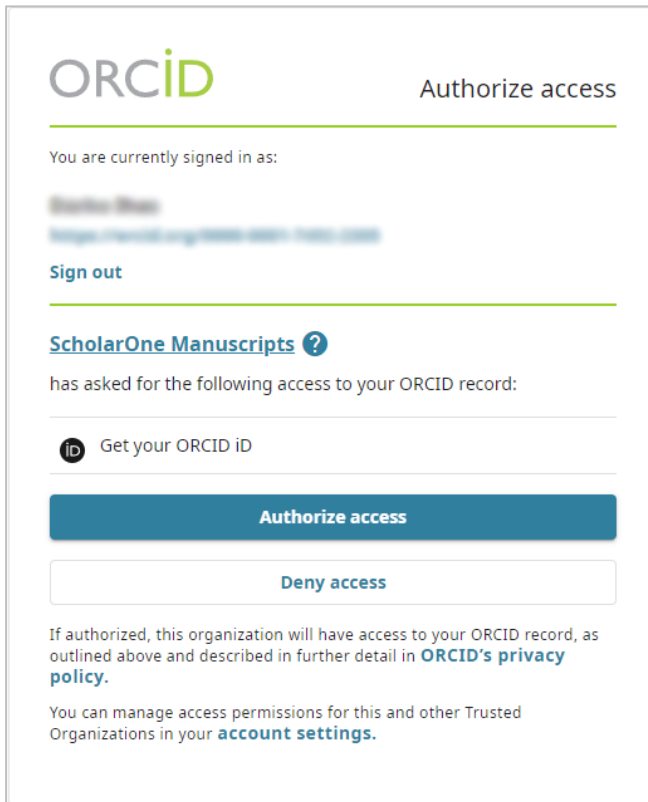 ORCID
Authorize access
You are currently signed in as:
Sign out
ScholarOne Manuscripts ?
has asked for the following access to your ORCID record:
iD Get your ORCID iD
Authorize access
Deny access
If authorized, this organization will have access to your ORCID record, as
outlined above and described in further detail in ORCID's privacy
policy.
You can manage access permissions for this and other Trusted
Organizations in your account settings.